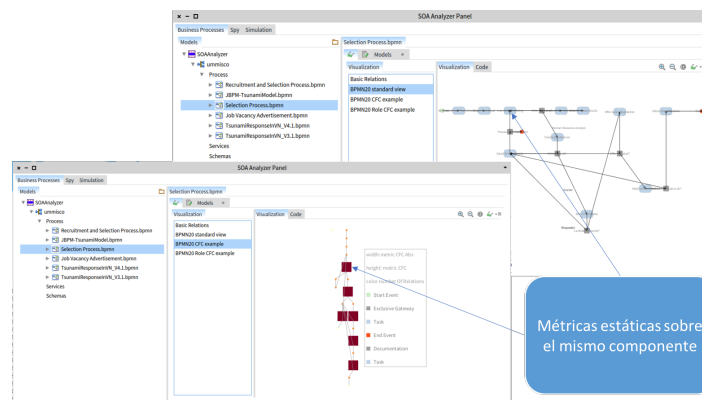 SOA Analyzer Panel
Business Processes Spy Simulation
Models
Selection Process.bpmn
SOAAnalyzer
Models
ummisco
Visualization
Visualization Code
Process
Basic Relations
Recruitment and Selection Process.bpmn
BPMN20 standard view
JBPM-TsunamiModel.bpmn
BPMN20 CFC example
Selection Process.bpmn
BPMN20 Role CFC example
Job Vacancy Advertisement.bpmn
TsunamiResponseInVN_V4.1.bpmn
TsunamiResponseInVN_V3.1.bpmn
Services
Schemas
SOA Analyzer Panel
Business Processes Spy Simulation
Models
Selection Process.bpmn
SOAAnalyzer
Models
ummisco
Visualization
Visualization Code
Process
Basic Relations
Recruitment and Selection Process.bpmn
BPMN20 standard view
JBPM-TsunamiModel.bpmn
BPMN20 CFC example
Selection Process.bpmn
BPMN20 Role CFC example
Job Vacancy Advertisement.bpmn
TsunamiResponseInVN_V4.1.bpmn
TsunamiResponseInVN_V3.1.bpmn
Services
Schemas
width: metric CFC Abs
height: metric CFC
color: number Of Relations
Start Event
Exclusive Gateway
Task
End Event
Documentation
Task
Métricas estáticas sobre
el mismo componente